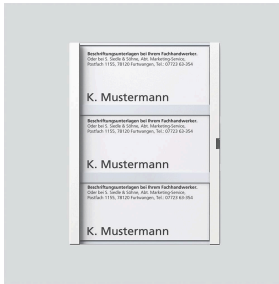 Beschriftungsunterlagen bei Ihrem Fachhandwerker.
Oder bei S. Siedle & Söhne, Abt. Marketing-Service,
Postfach 1155, 78120 Furtwangen, Tel.: 07723 63-354
K. Mustermann
Beschriftungsunterlagen bei Ihrem Fachhandwerker.
Oder bei S. Siedle & Söhne, Abt. Marketing-Service,
Postfach 1155, 78120 Furtwangen, Tel.: 07723 63-354
K. Mustermann
Beschriftungsunterlagen bei Ihrem Fachhandwerker.
Oder bei S. Siedle & Söhne, Abt. Marketing-Service,
Postfach 1155, 78120 Furtwangen, Tel.: 07723 63-354
K. Mustermann